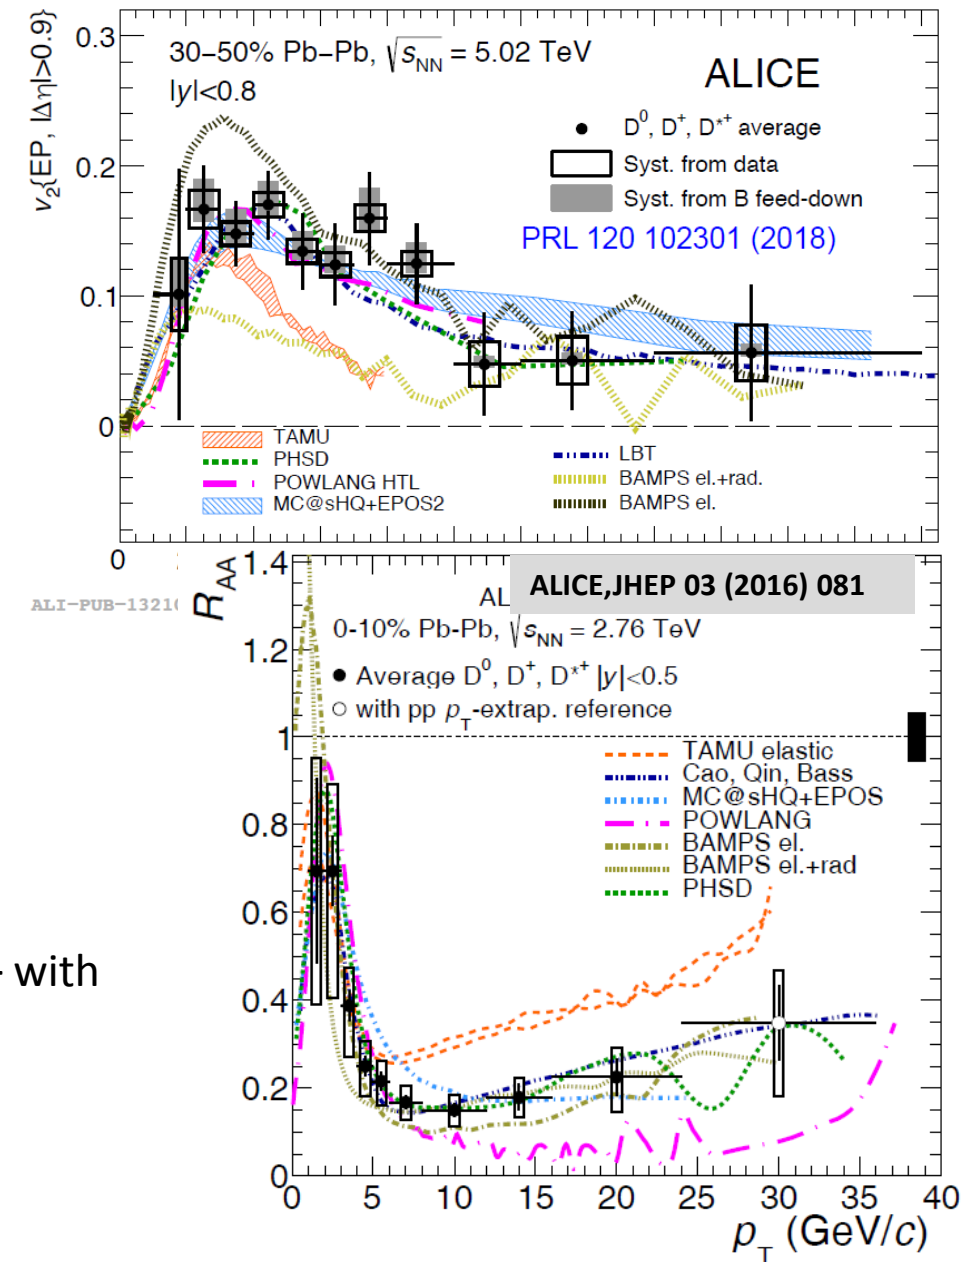 0.3
30–50% Pb–Pb, √sNN = 5.02 TeV
|y|<0.8
ALICE
v2{EP, |Δη|>0.9}
D0, D+, D*+ average
Syst. from data
Syst. from B feed-down
PRL 120 102301 (2018)
0.2
0.1
0
TAMU
PHSD
POWLANG HTL
MC@sHQ+EPOS2
LBT
BAMPS el.+rad.
BAMPS el.
0
ALI-PUB-1321
RAA
1.4
AL
ALICE,JHEP 03 (2016) 081
0-10% Pb-Pb, √sNN = 2.76 TeV
1.2
Average D0, D+, D*+ |y|<0.5
with pp pT-extrap. reference
1
TAMU elastic
Cao, Qin, Bass
MC@sHQ+EPOS
POWLANG
BAMPS el.
BAMPS el.+rad
PHSD
0.8
0.6
with
0.4
0.2
0
0 5 10 15 20 25 30 35 40
pT (GeV/c)